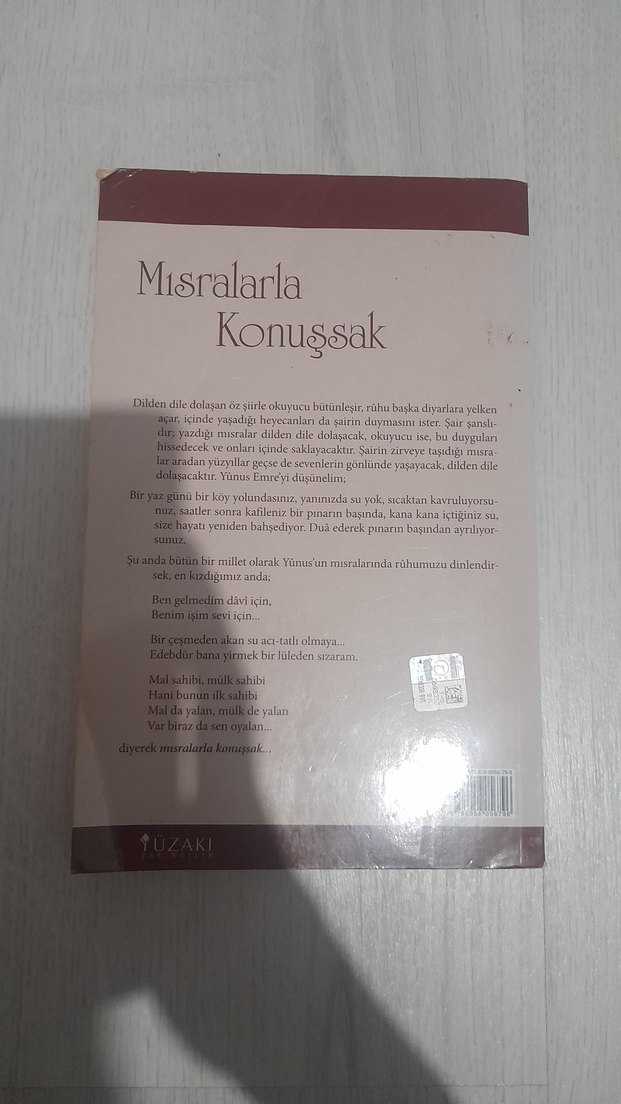 Mısralarla
Konuşsak
Dilden dile dolaşan öz şiirle okuyucu bütünleşir, rûhu başka diyarlara yelken
açar, içinde yaşadığı heyecanları da şairin duymasını ister. Şair şanslı-
dır; yazdığı mısralar dilden dile dolaşacak, okuyucu ise, bu duyguları
hissedecek ve onları içinde saklayacaktır. Şairin zirveye taşıdığı mısra-
lar aradan yüzyıllar geçse de sevenlerin gönlünde yaşayacak, dilden dile
dolaşacaktır. Yûnus Emre'yi düşünelim;
Bir yaz günü bir köy yolundasınız, yanınızda su yok, sıcaktan kavruluyorsu-
nuz, saatler sonra kafileniz bir pınarın başında, kana kana içtiğiniz su,
size hayatı yeniden bahşediyor. Duâ ederek pınarın başından ayrılıyor-
sunuz.
Şu anda bütün bir millet olarak Yûnus'un mısralarında rûhumuzu dinlendir-
sek, en kızdığımız anda;
Ben gelmedim dâvî için,
Benim işim sevi için...
Bir çeşmeden akan su acı-tatlı olmaya...
Edebdür bana yirmek bir lüleden sızaram.
Mal sahibi, mülk sahibi
Hani bunun ilk sahibi
Mal da yalan, mülk de yalan
Var biraz da sen oyalan...
diyerek mısralarla konuşsak...
YÜZAKI
YAYINCILIK